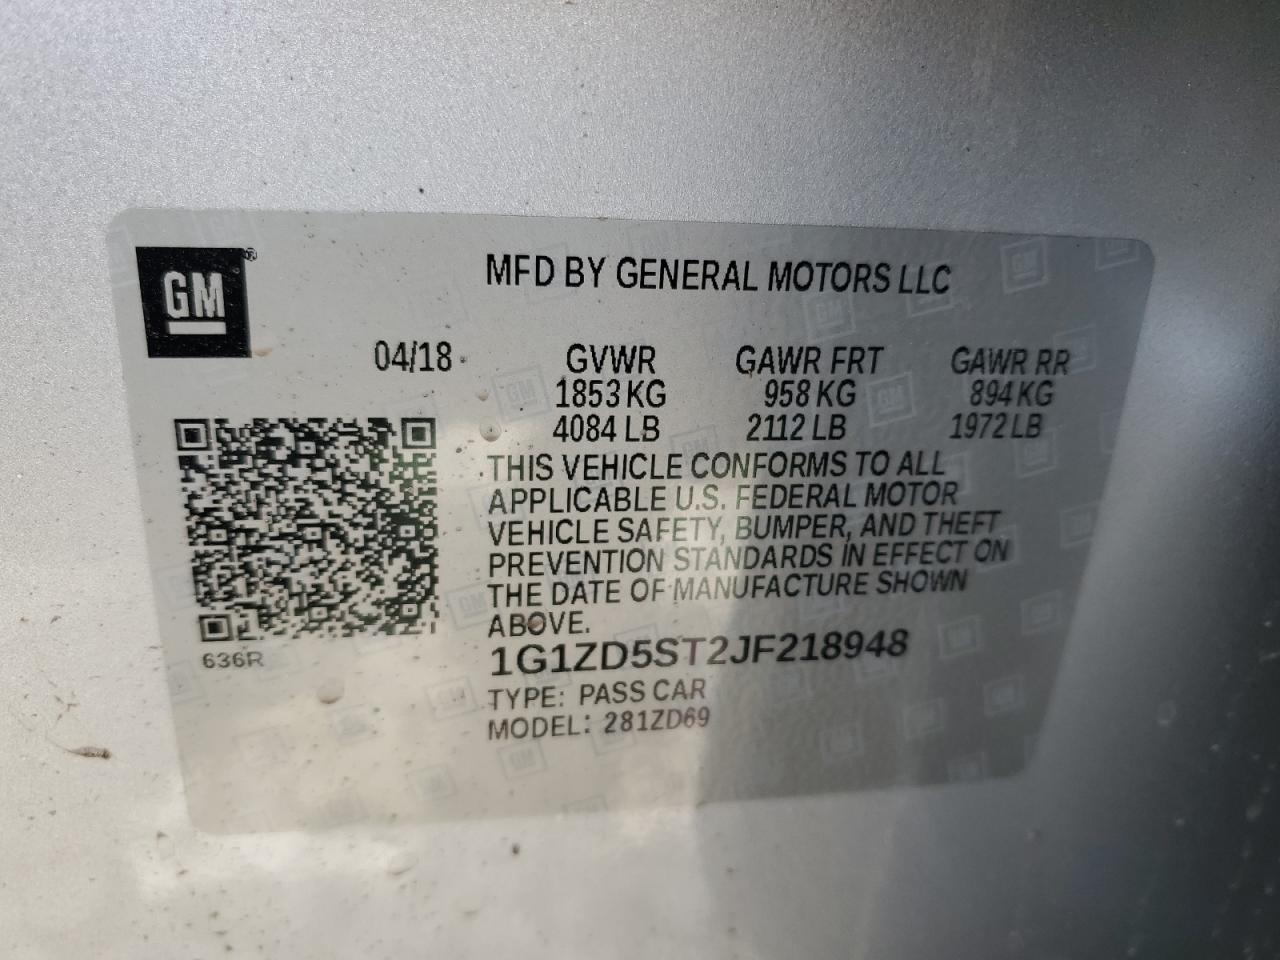 GM®
MFD BY GENERAL MOTORS LLC
04/18 GVWR GAWR FRT GAWR RR
1853 KG 958 KG 894 KG
4084 LB 2112 LB 1972 LB
THIS VEHICLE CONFORMS TO ALL
APPLICABLE U.S. FEDERAL MOTOR
VEHICLE SAFETY, BUMPER, AND THEFT
PREVENTION STANDARDS IN EFFECT ON
THE DATE OF MANUFACTURE SHOWN
ABOVE.
636R
1G1ZD5ST2JF218948
TYPE: PASS CAR
MODEL: 281ZD69